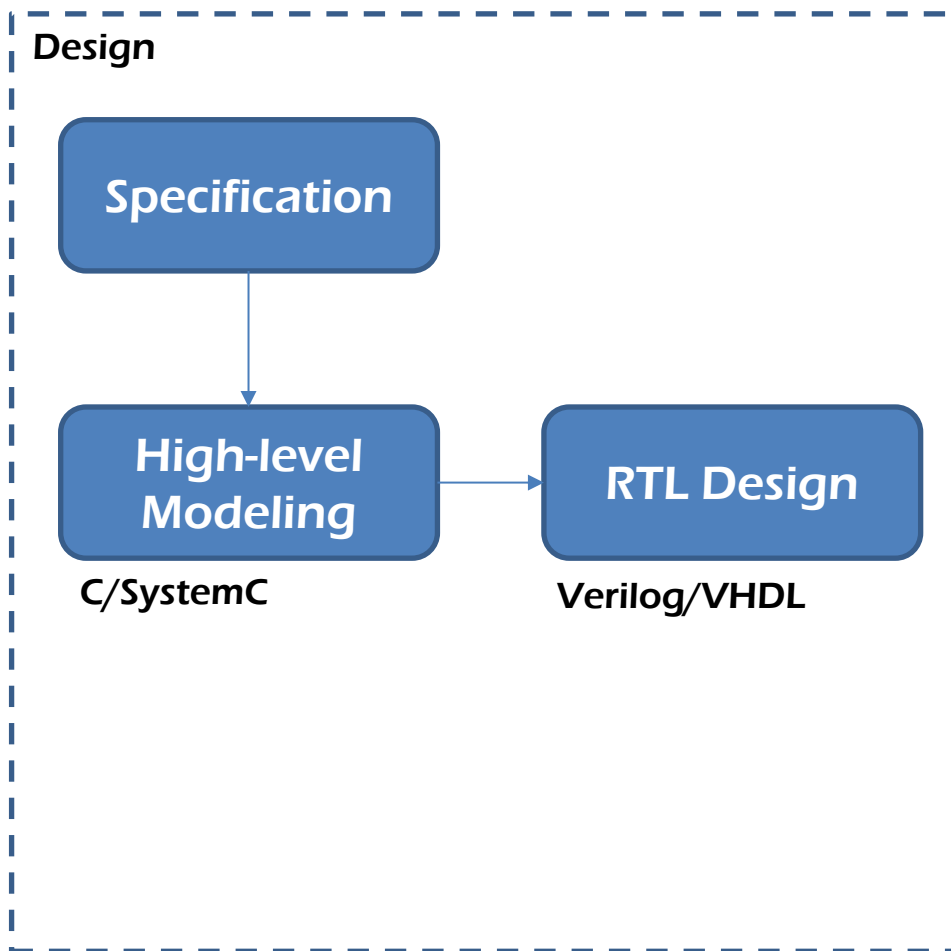 Design
Specification
High-level
Modeling
RTL Design
C/SystemC
Verilog/VHDL